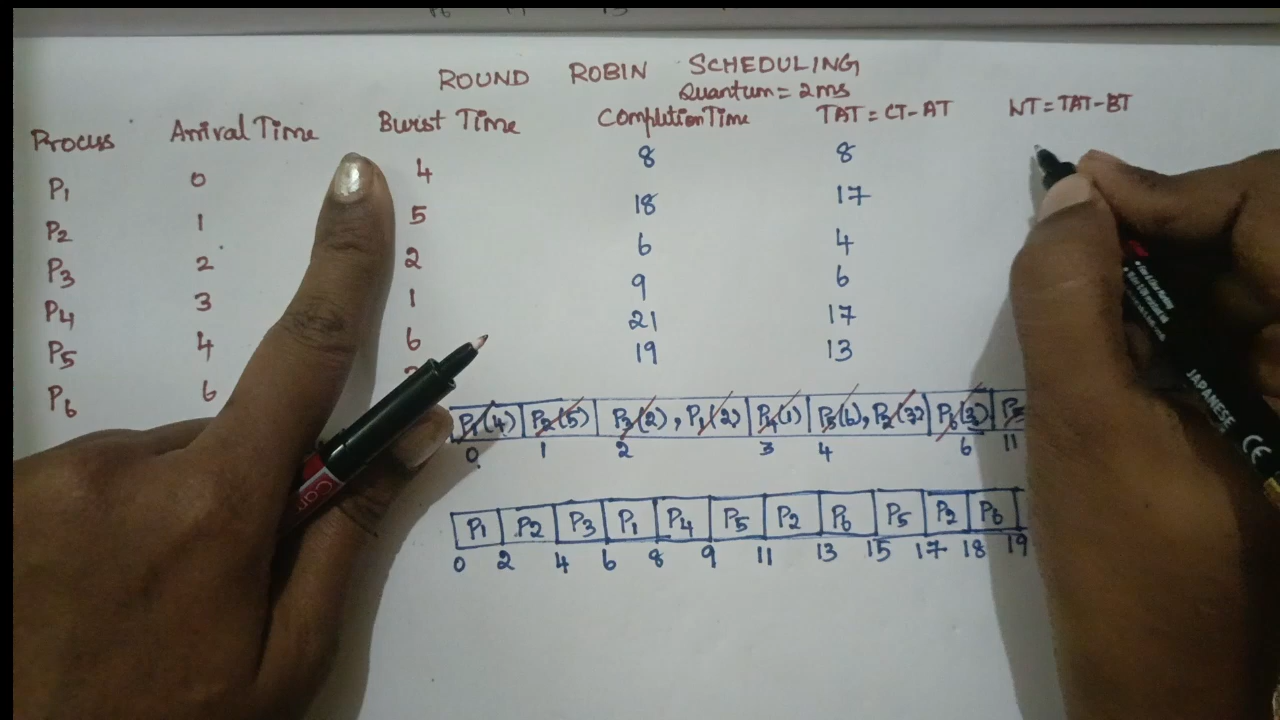 ROUND ROBIN SCHEDULING
Quantum = 2ms
Process Arrival Time Burst Time Completion Time TAT = CT - AT WT = TAT - BT
P1 0 4 8 8
P2 1 5 18 17
P3 2 2 6 4
P4 3 1 9 6
P5 4 6 21 17
P6 6 19 13
P1(4) P2(5) P3(2), P1(2) P4(1) P5(6), P2(3) P6(3)
0 1 2 3 4 6 11
P1 P2 P3 P1 P4 P5 P2 P6 P5 P2 P6
0 2 4 6 8 9 11 13 15 17 18 19
JAPANESE
CE